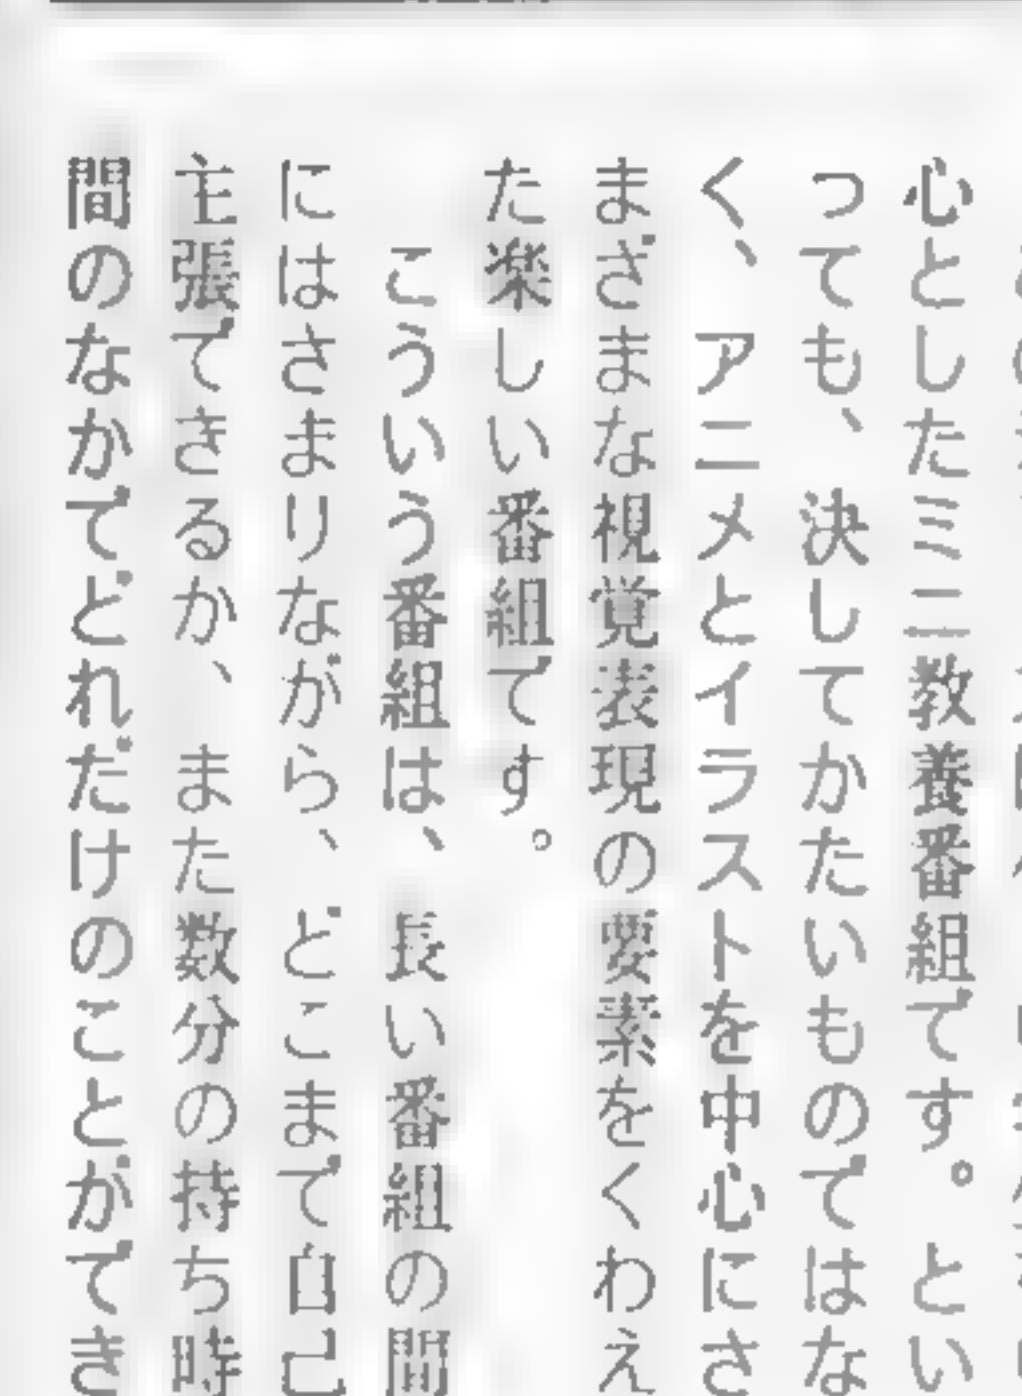 心としたミニ教養番組です。とい
っても、決してかたいものではな
く、アニメとイラストを中心にさ
まざまな視覚表現の要素をくわえ
た楽しい番組です。
こういう番組は、長い番組の間
にはさまりながら、どこまで自己
主張できるか、また数分の持ち時
間のなかでどれだけのことができ